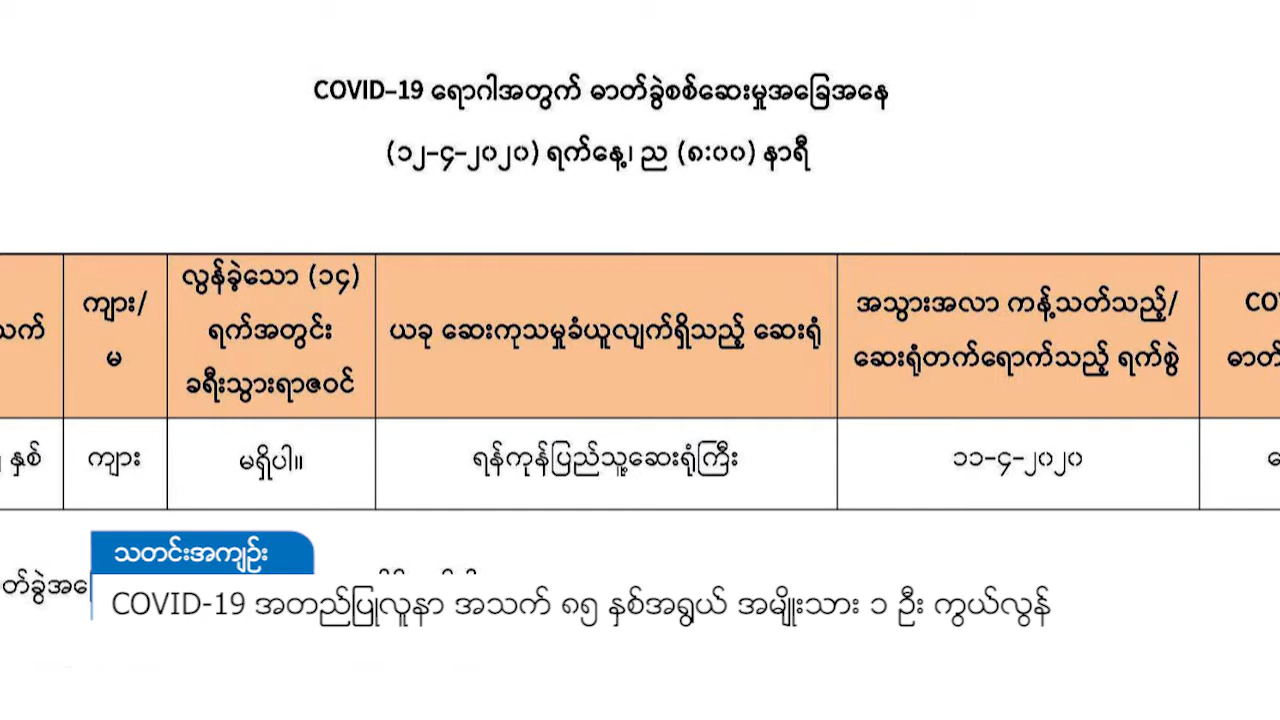 COVID-19 ရောဂါအတွက် ဓာတ်ခွဲစစ်ဆေးမှုအခြေအနေ
(၁၂-၄-၂၀၂၀) ရက်နေ့၊ ည (၈:၀၀) နာရီ
ကျား/
မ
လွန်ခဲ့သော (၁၄)
ရက်အတွင်း
ခရီးသွားရာဇဝင်
ယခု ဆေးကုသမှုခံယူလျက်ရှိသည့် ဆေးရုံ
အသွားအလာ ကန့်သတ်သည့်/
ဆေးရုံတက်ရောက်သည့် ရက်စွဲ
ဓာတ်
နှစ်
ကျား
မရှိပါ။
ရန်ကုန်ပြည်သူ့ဆေးရုံကြီး
၁၁-၄-၂၀၂၀
သတင်းအကျဉ်း
COVID-19 အတည်ပြုလူနာ အသက် ၈၅ နှစ်အရွယ် အမျိုးသား ၁ ဦး ကွယ်လွန်